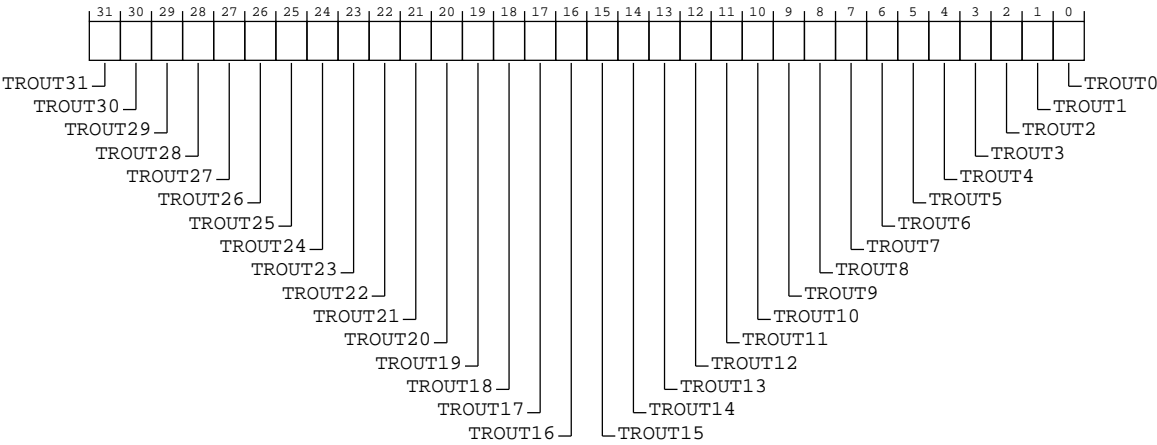 31 30 29 28 27 26 25 24 23 22 21 20 19 18 17 16 15 14 13 12 11 10 9 8 7 6 5 4 3 2 1 0
TROUT31 TROUT0
TROUT30 TROUT1
TROUT29 TROUT2
TROUT28 TROUT3
TROUT27 TROUT4
TROUT26 TROUT5
TROUT25 TROUT6
TROUT24 TROUT7
TROUT23 TROUT8
TROUT22 TROUT9
TROUT21 TROUT10
TROUT20 TROUT11
TROUT19 TROUT12
TROUT18 TROUT13
TROUT17 TROUT14
TROUT16 TROUT15